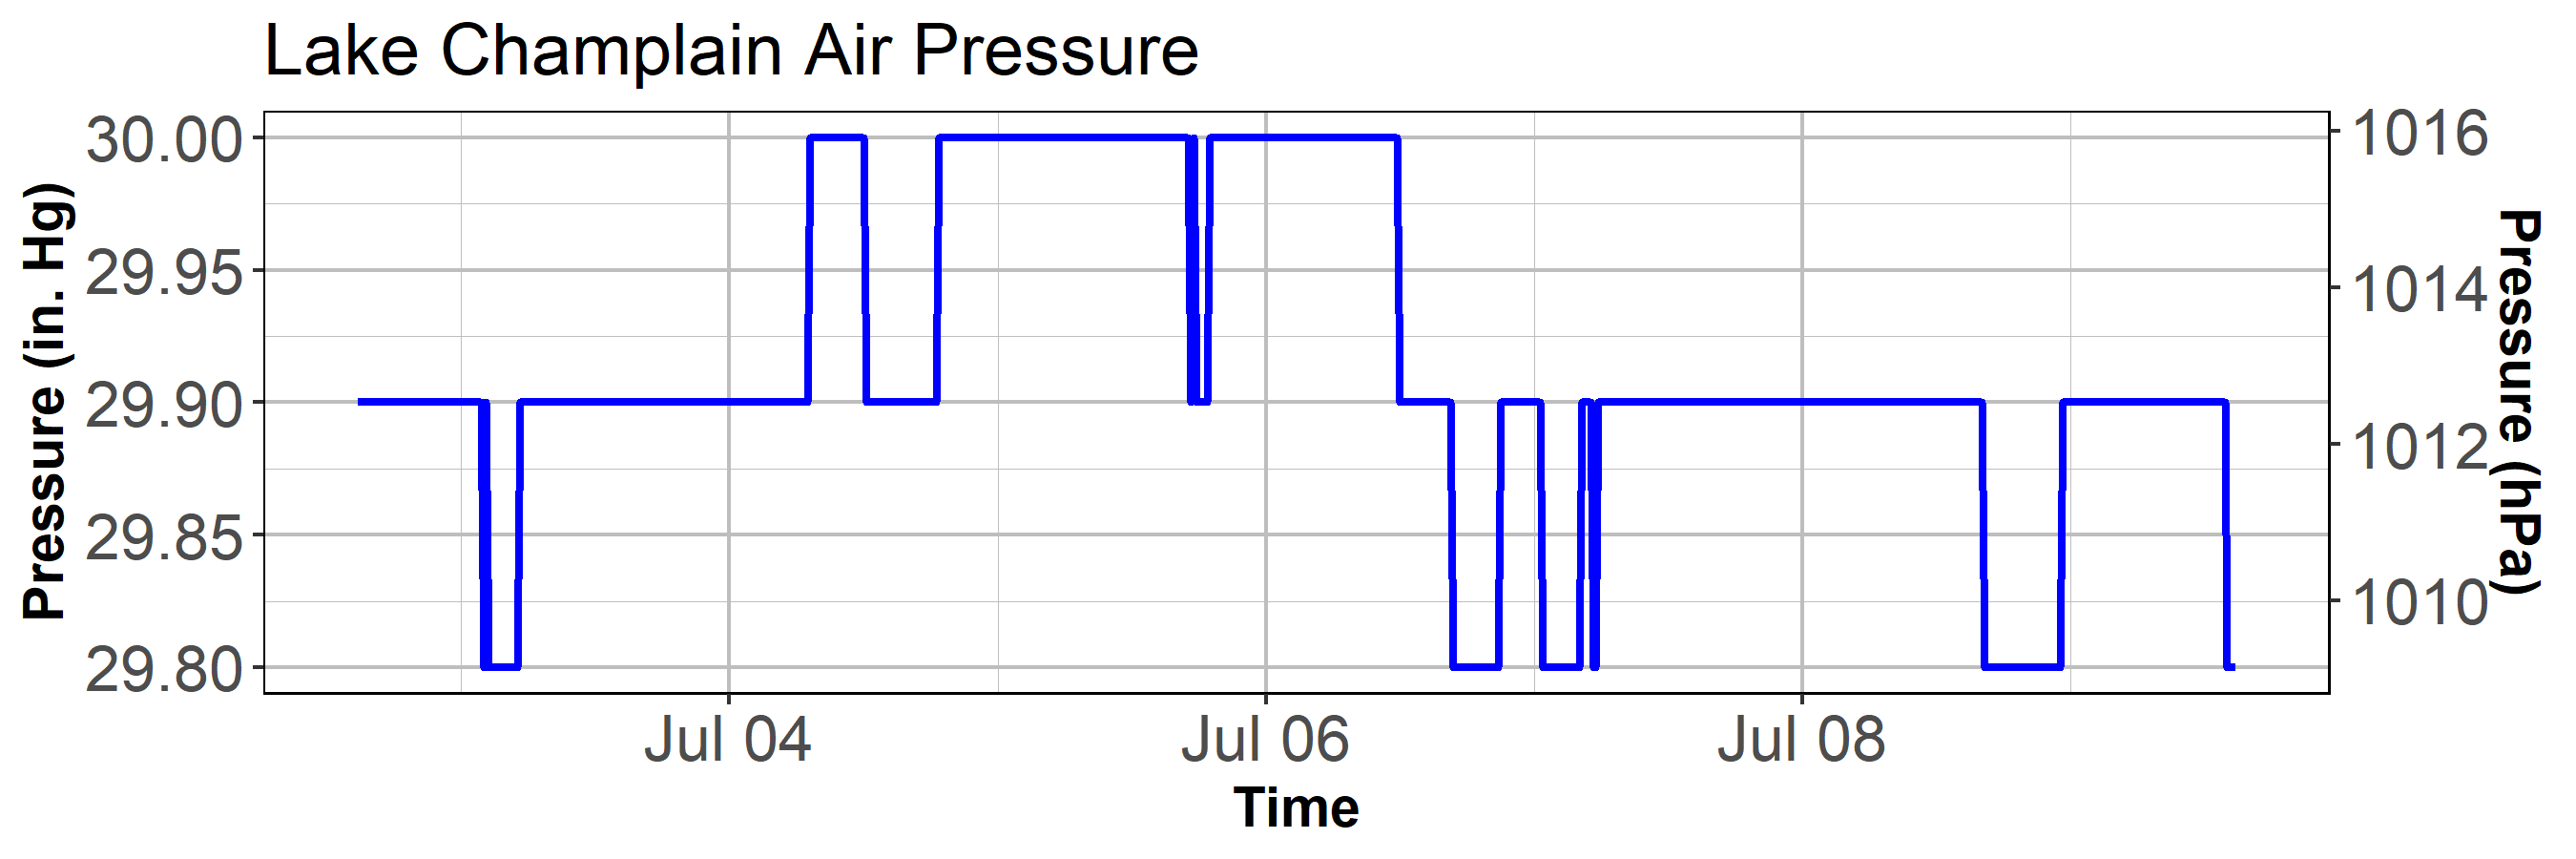 Lake Champlain Air Pressure
Pressure (in. Hg)
30.00
29.95
29.90
29.85
29.80
1016
1014
1012
1010
Pressure (hPa)
Jul 04
Jul 06
Jul 08
Time